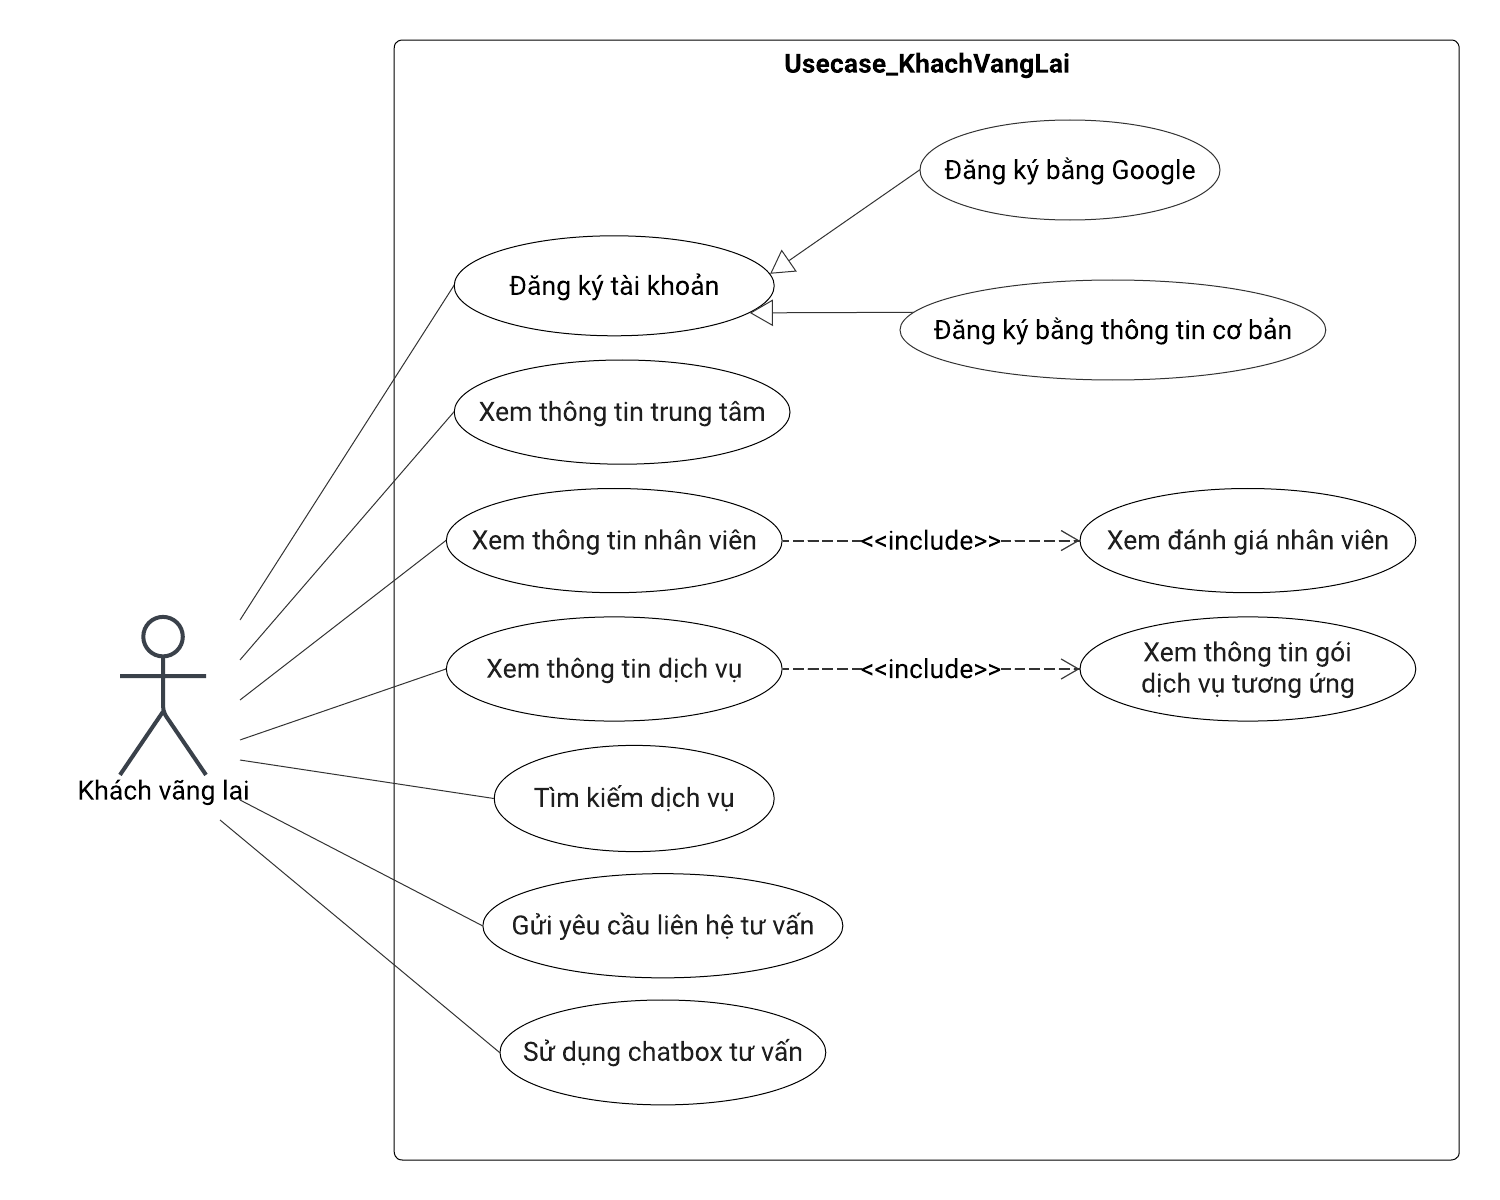 Usecase_KhachVangLai
Đăng ký bằng Google
Đăng ký tài khoản
Đăng ký bằng thông tin cơ bản
Xem thông tin trung tâm
Xem thông tin nhân viên
<<include>>
Xem đánh giá nhân viên
Xem thông tin dịch vụ
<<include>>
Xem thông tin gói
dịch vụ tương ứng
Khách vãng lai
Tìm kiếm dịch vụ
Gửi yêu cầu liên hệ tư vấn
Sử dụng chatbox tư vấn